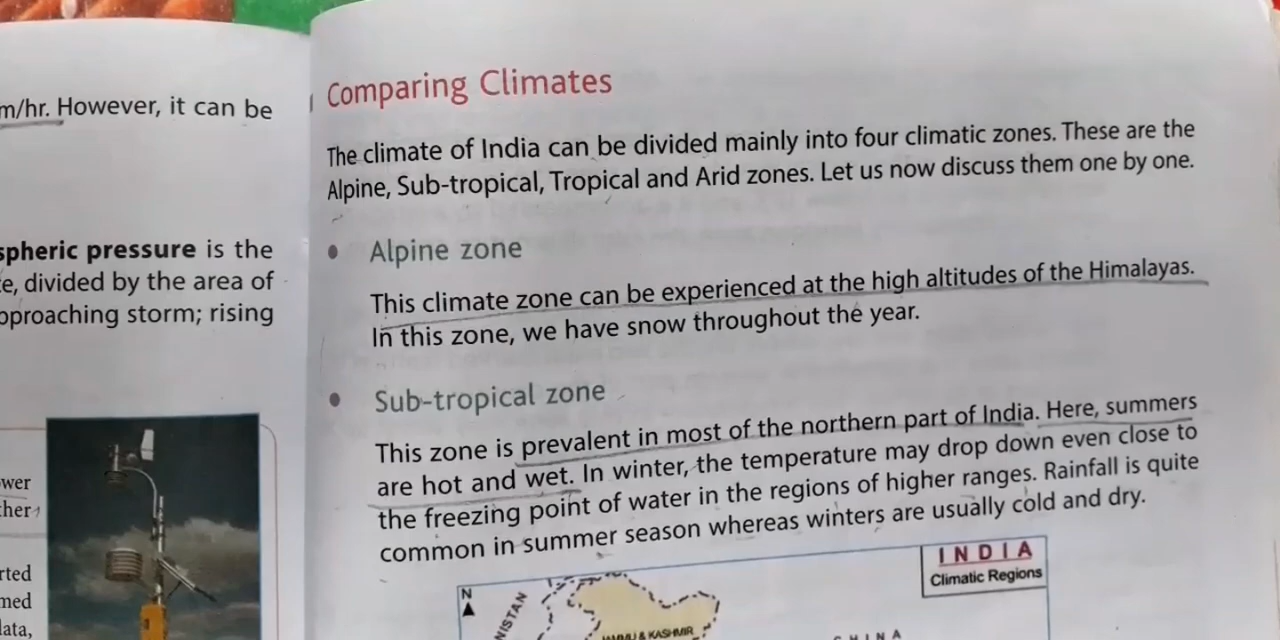 m/hr. However, it can be
spheric pressure is the
e, divided by the area of
pproaching storm; rising
wer
her
rted
med
data,
Comparing Climates
The climate of India can be divided mainly into four climatic zones. These are the
Alpine, Sub-tropical, Tropical and Arid zones. Let us now discuss them one by one.
• Alpine zone
This climate zone can be experienced at the high altitudes of the Himalayas.
In this zone, we have snow throughout the year.
• Sub-tropical zone
This zone is prevalent in most of the northern part of India. Here, summers
are hot and wet. In winter, the temperature may drop down even close to
the freezing point of water in the regions of higher ranges. Rainfall is quite
common in summer season whereas winters are usually cold and dry.
INDIA
Climatic Regions
N
NISTAN
JAMMU & KASHMIR
CHINA